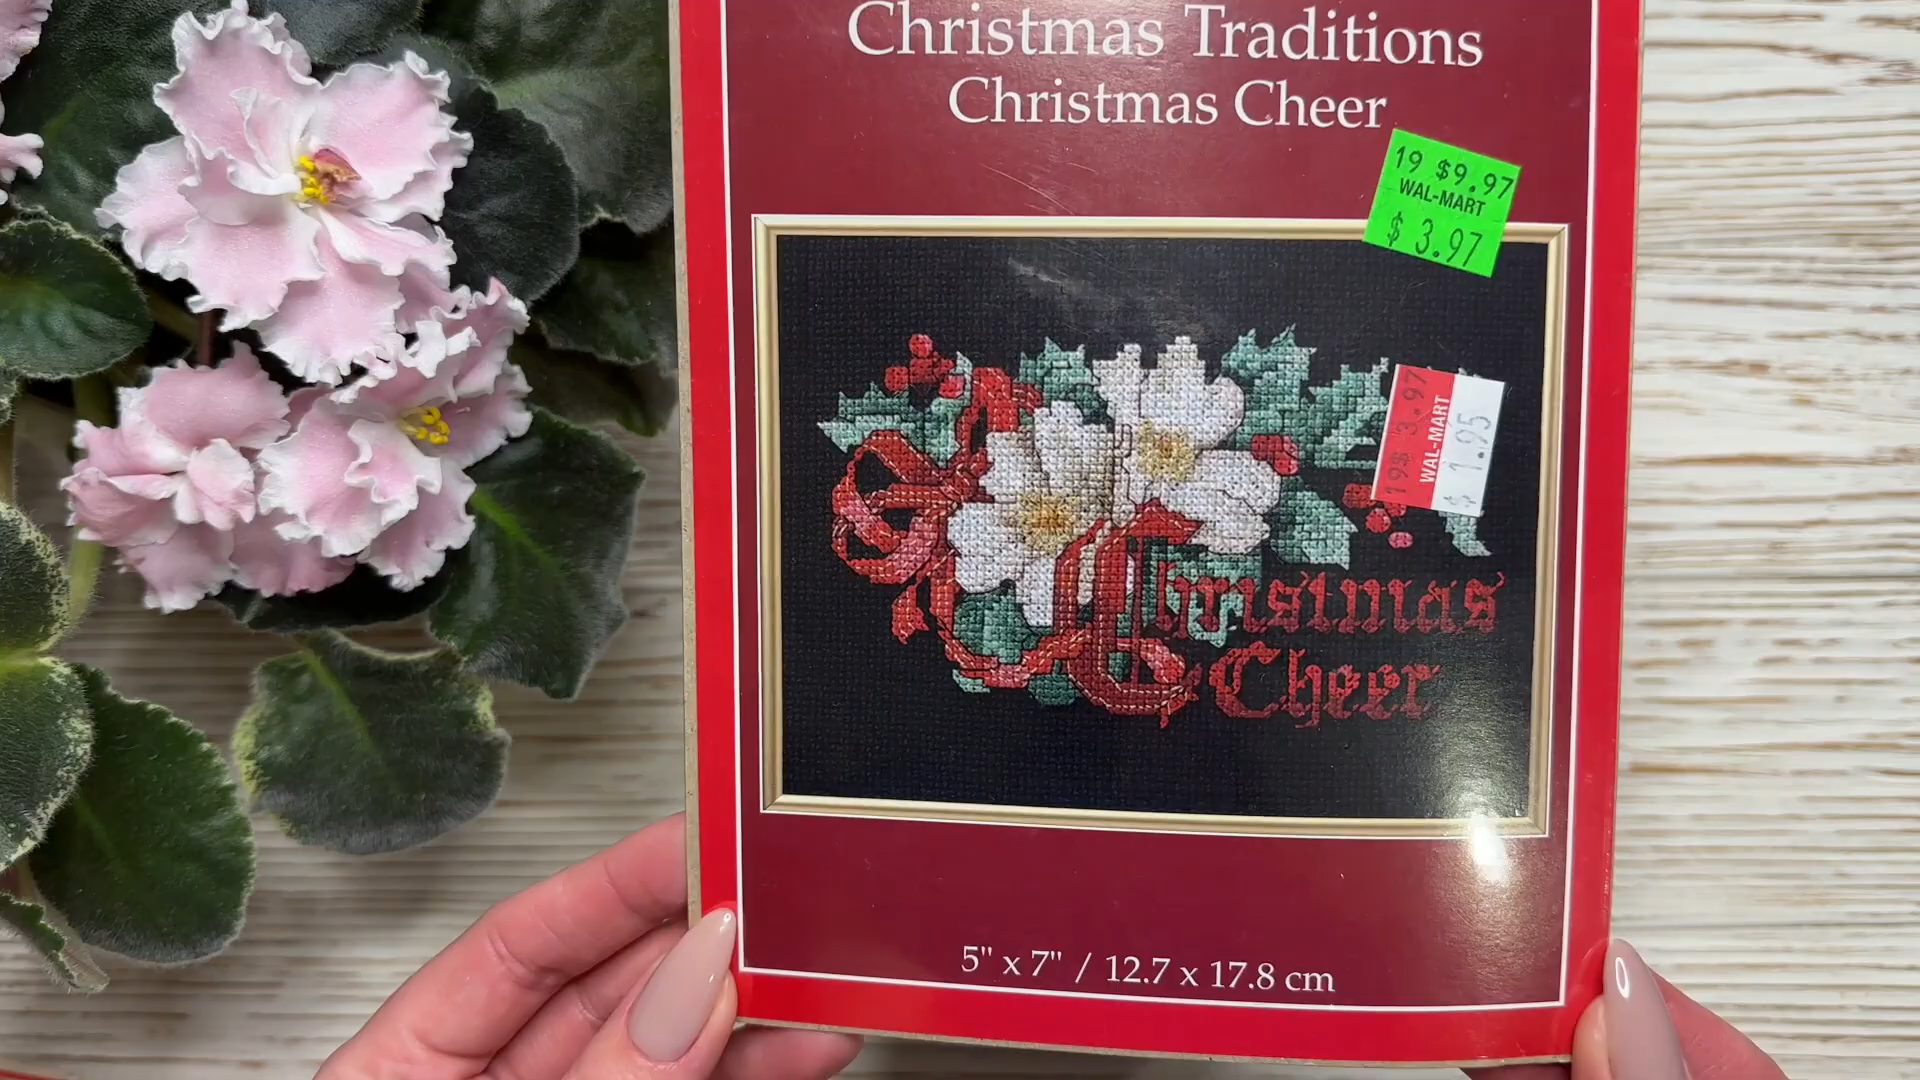 Christmas Traditions
Christmas Cheer
19 $9.97
WAL-MART
$ 3.97
19$ 3.97
WAL-MART
$ 1.95
Christmas
Cheer
5" x 7" / 12.7 x 17.8 cm